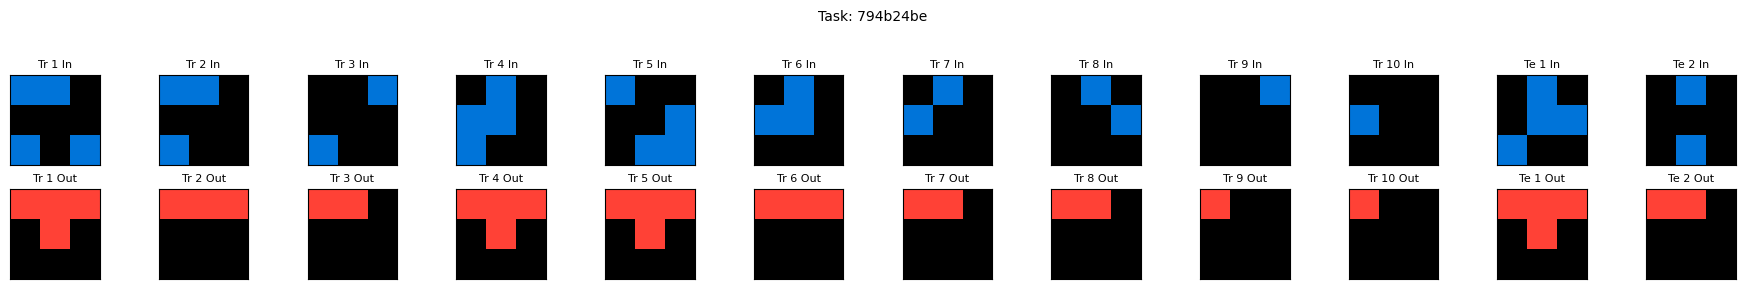 Task: 794b24be
Tr 1 In
Tr 2 In
Tr 3 In
Tr 4 In
Tr 5 In
Tr 6 In
Tr 7 In
Tr 8 In
Tr 9 In
Tr 10 In
Te 1 In
Te 2 In
Tr 1 Out
Tr 2 Out
Tr 3 Out
Tr 4 Out
Tr 5 Out
Tr 6 Out
Tr 7 Out
Tr 8 Out
Tr 9 Out
Tr 10 Out
Te 1 Out
Te 2 Out